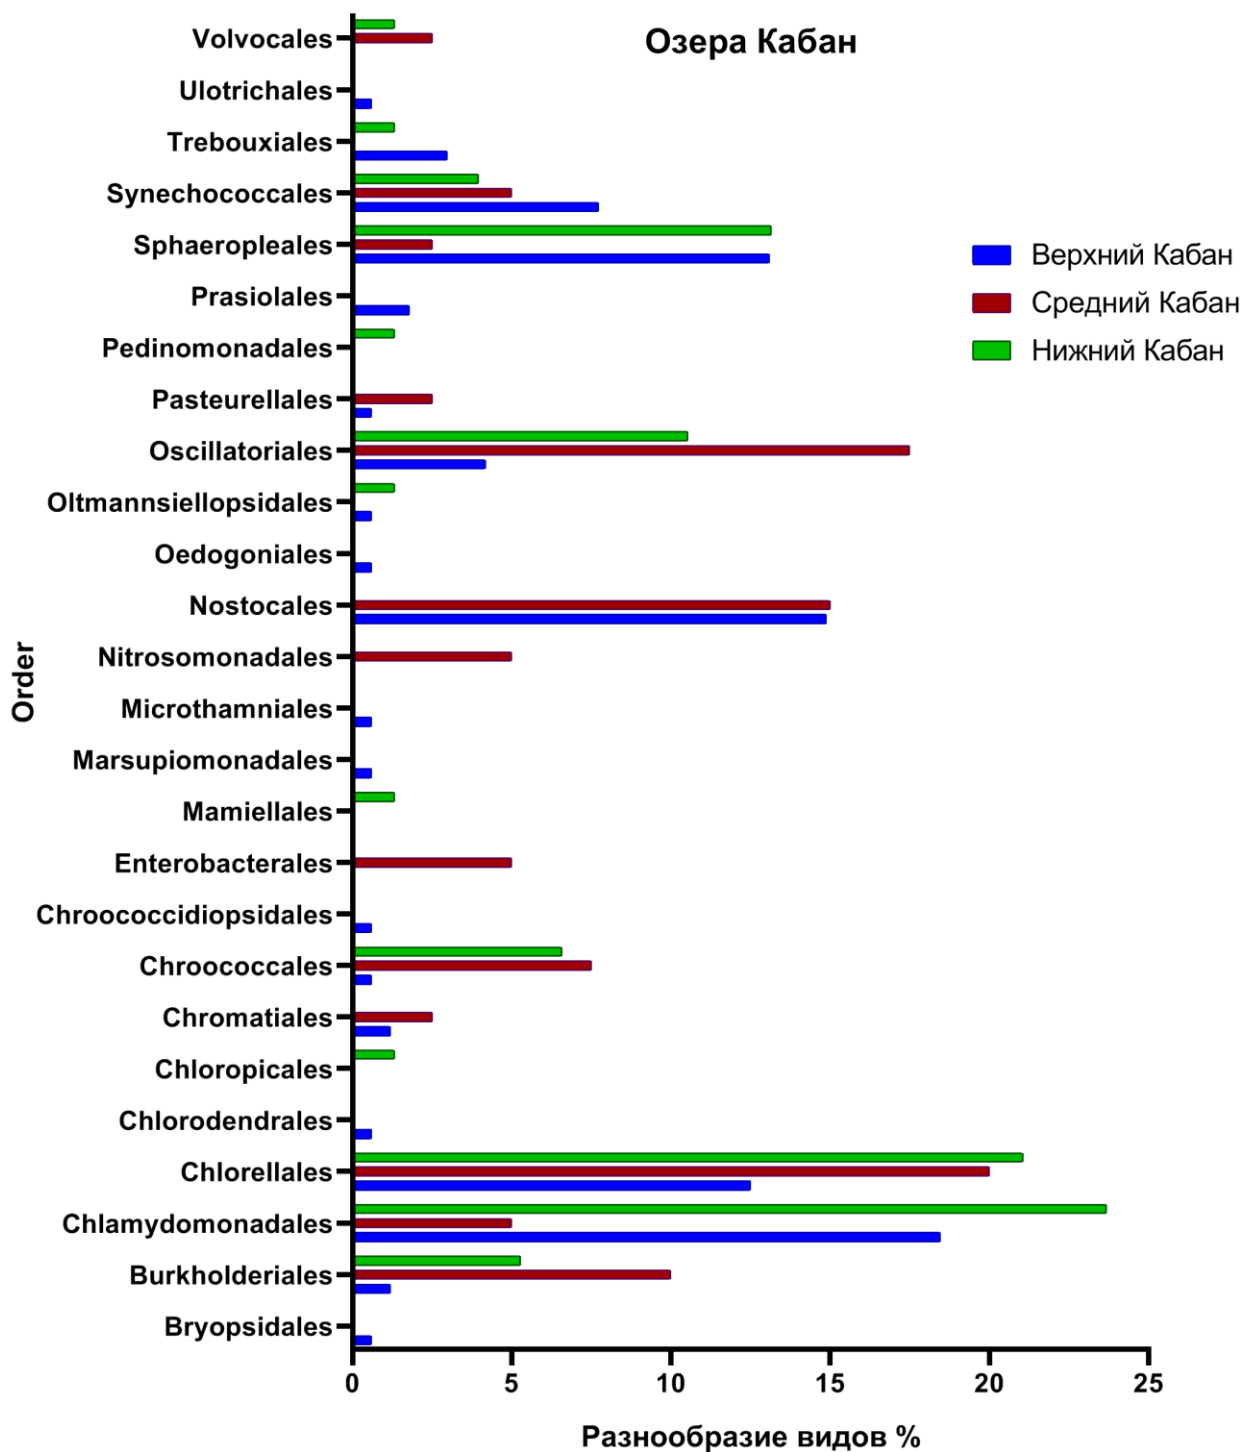 Озера Кабан
Volvocales
Ulotrichales
Trebouxiales
Synechococcales
Sphaeropleales
Prasiolales
Pedinomonadales
Pasteurellales
Oscillatoriales
Oltmannsiellopsidales
Oedogoniales
Nostocales
Nitrosomonadales
Microthamniales
Marsupiomonadales
Mamiellales
Enterobacterales
Chroococcidiopsidales
Chroococcales
Chromatiales
Chloropicales
Chlorodendrales
Chlorellales
Chlamydomonadales
Burkholderiales
Bryopsidales
Order
Верхний Кабан
Средний Кабан
Нижний Кабан
0 5 10 15 20 25
Разнообразие видов %